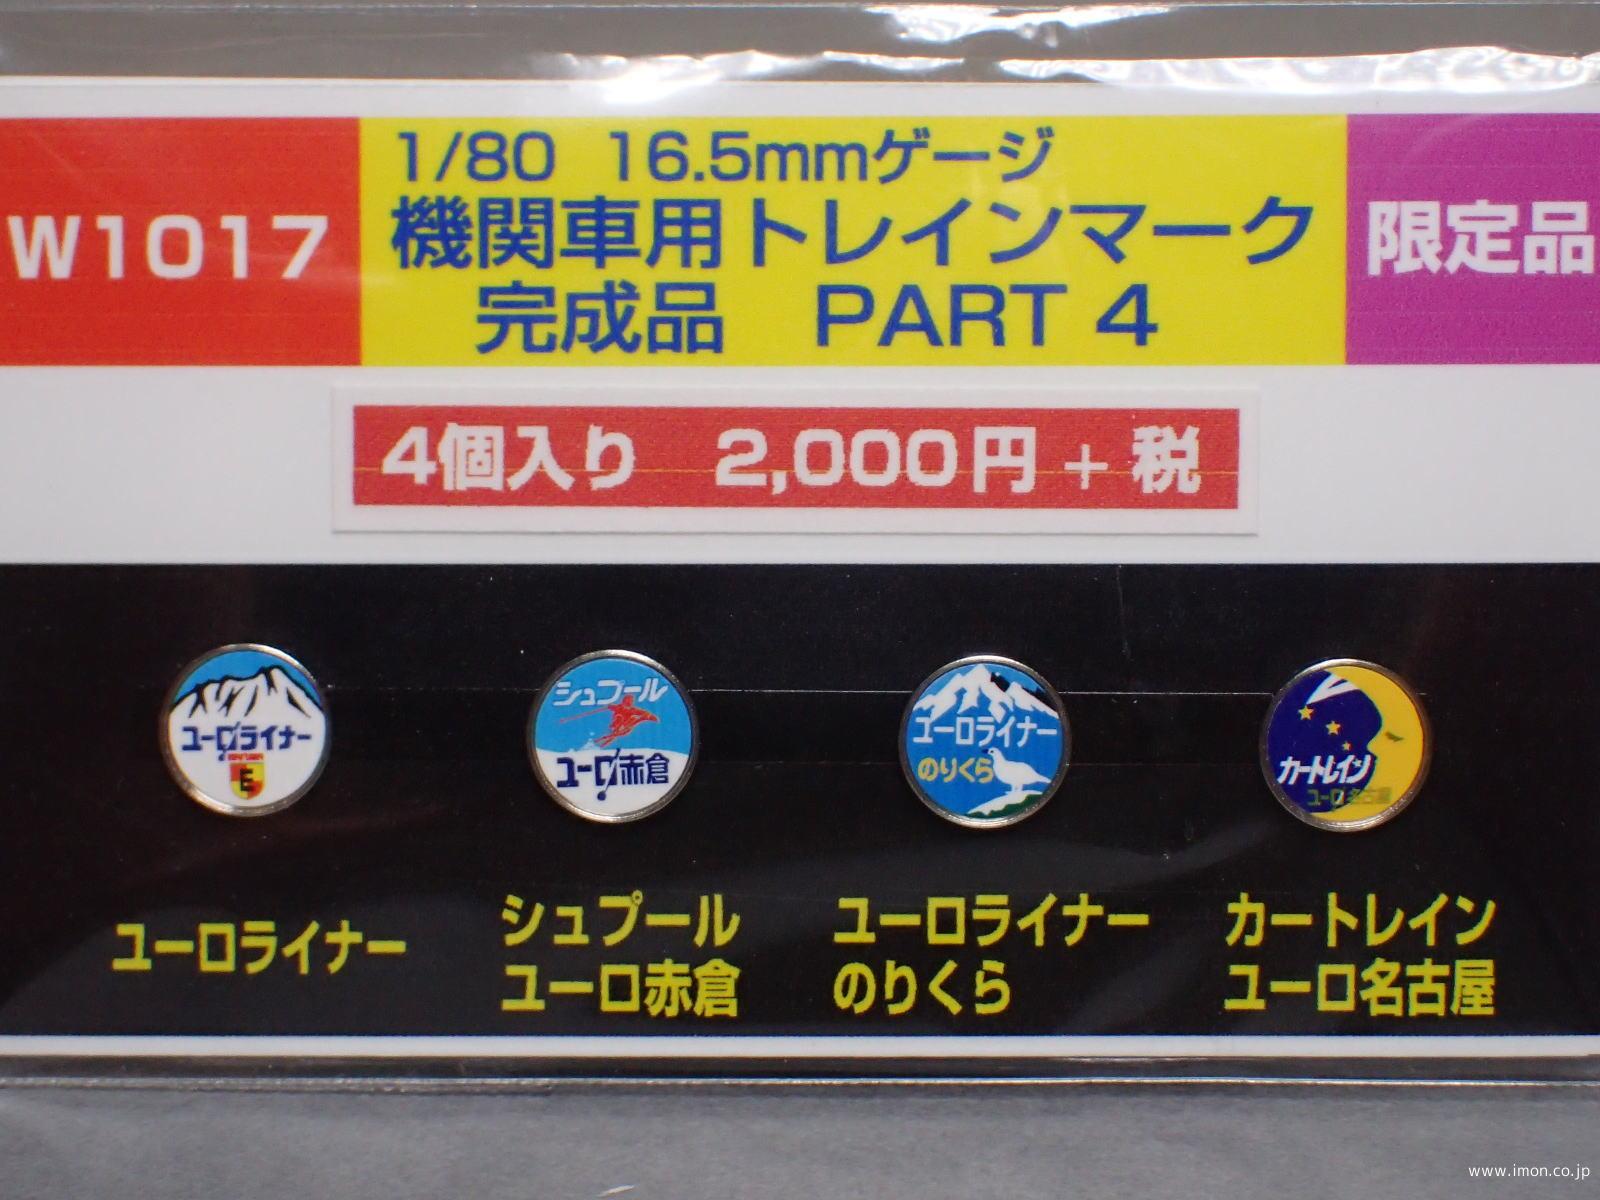 W1017
1/80 16.5mmゲージ
機関車用トレインマーク
完成品 PART 4
限定品
4個入り 2,000円+税
ユーロライナー
E
シュプール
ユーロ赤倉
ユーロライナー
のりくら
カートレイン
ユーロ名古屋
ユーロライナー
シュプール
ユーロ赤倉
ユーロライナー
のりくら
カートレイン
ユーロ名古屋
www.imon.co.jp